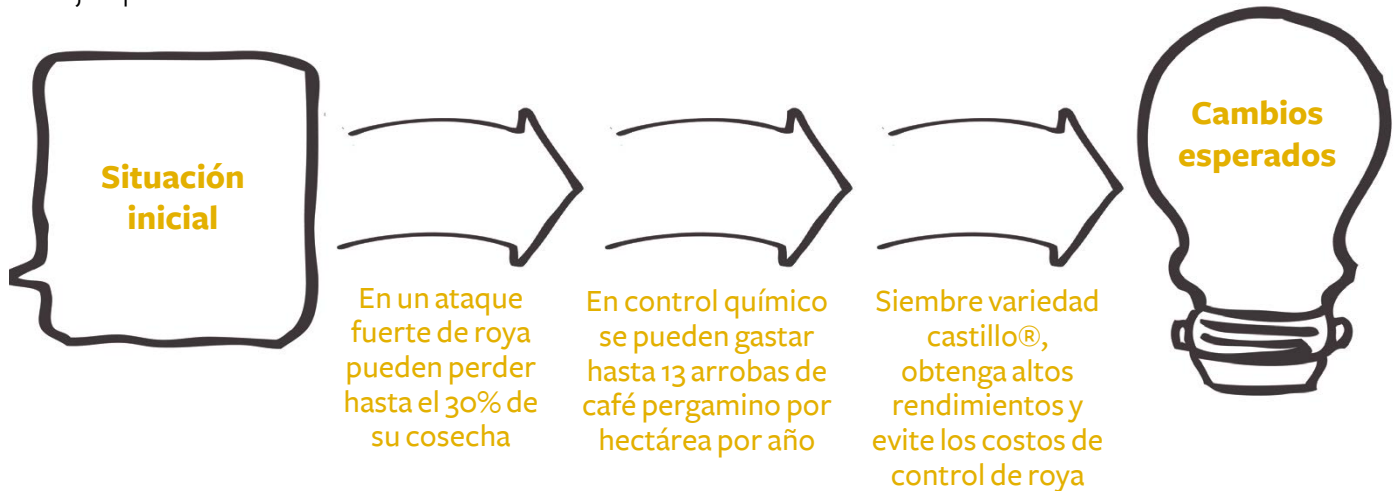 Situación
inicial
En un ataque
fuerte de roya
pueden perder
hasta el 30% de
su cosecha
En control químico
se pueden gastar
hasta 13 arrobas de
café pergamino por
hectárea por año
Siembre variedad
castillo®,
obtenga altos
rendimientos y
evite los costos de
control de roya
Cambios
esperados